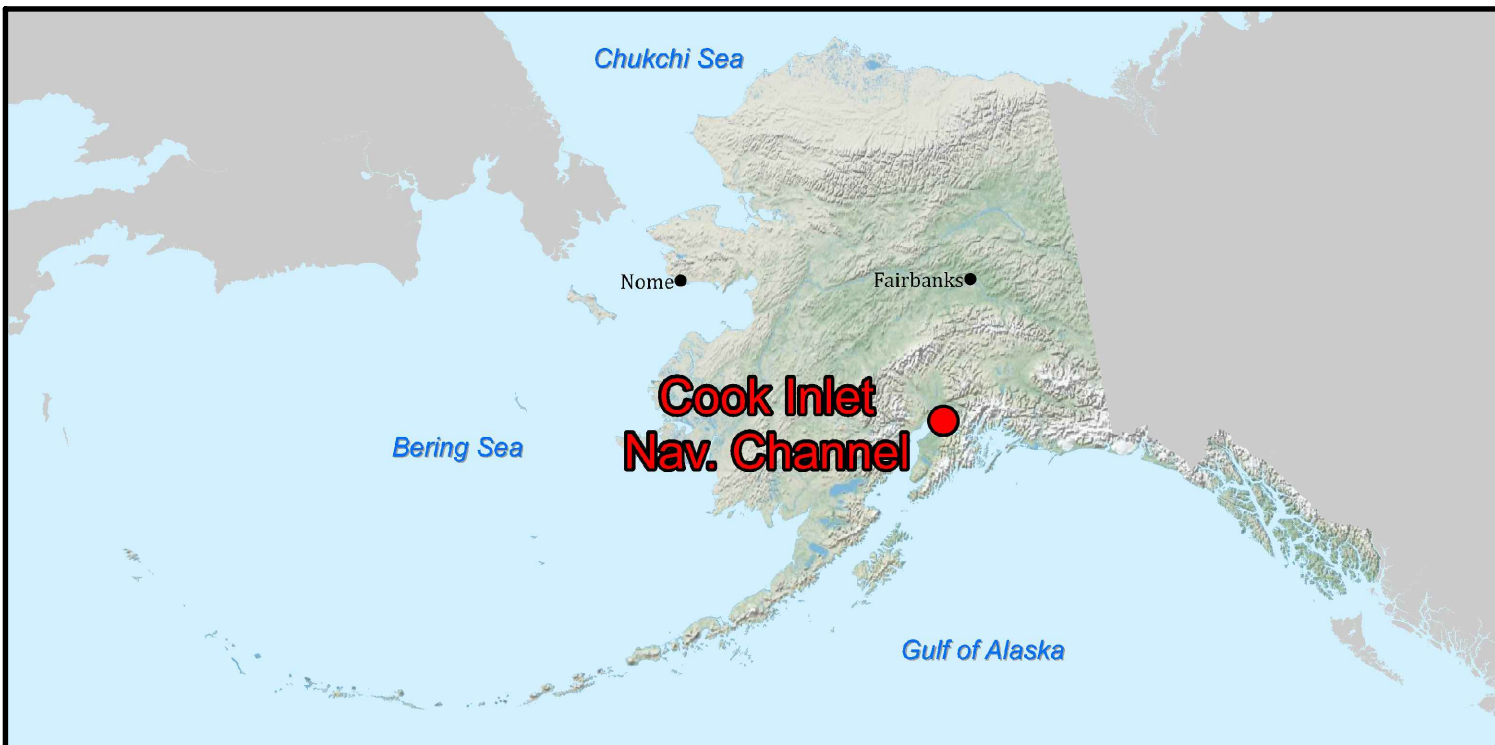 Chukchi Sea
Nome
Fairbanks
Cook Inlet
Nav. Channel
Bering Sea
Gulf of Alaska